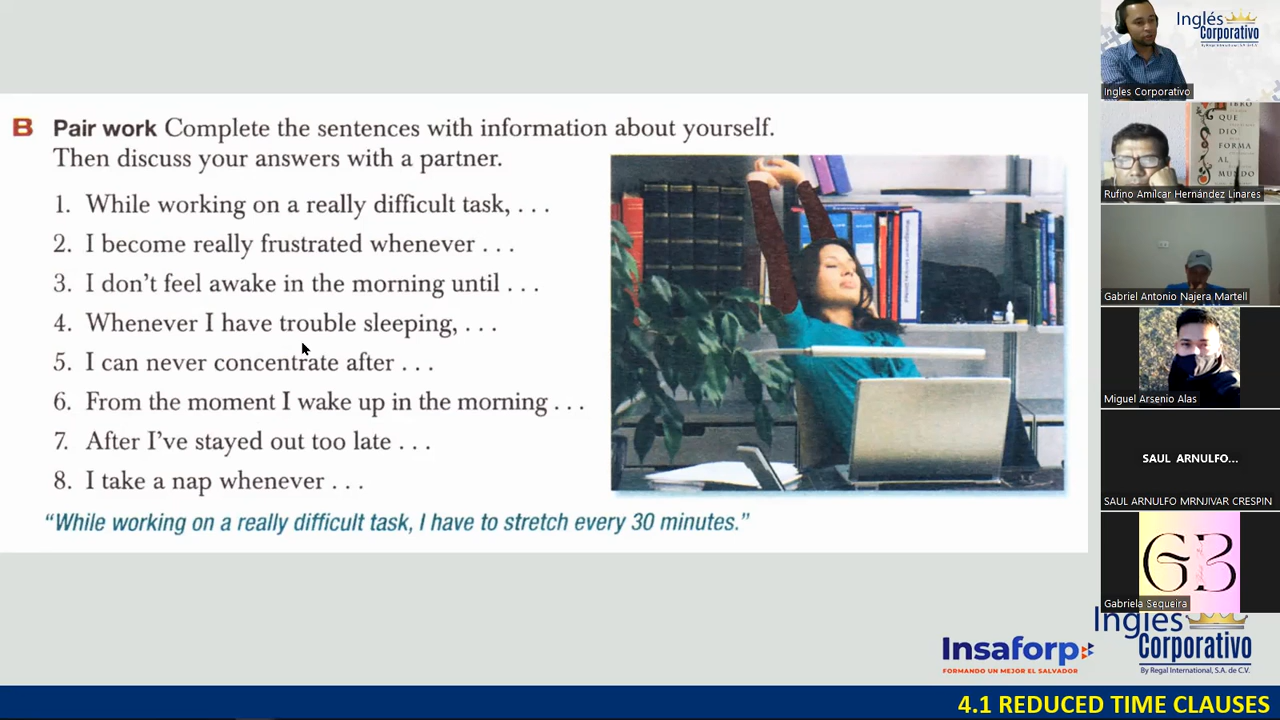 B Pair work Complete the sentences with information about yourself.
Then discuss your answers with a partner.
1. While working on a really difficult task, . . .
2. I become really frustrated whenever . . .
3. I don't feel awake in the morning until . . .
4. Whenever I have trouble sleeping, . . .
5. I can never concentrate after . . .
6. From the moment I wake up in the morning . . .
7. After I've stayed out too late . . .
8. I take a nap whenever . . .
"While working on a really difficult task, I have to stretch every 30 minutes."
Inglés
Corporativo
Ingles Corporativo
LIBRO
QUE
DIO
FORMA
AL
MUNDO
Rufino Amílcar Hernández Linares
Gabriel Antonio Najera Martell
Miguel Arsenio Alas
SAUL ARNULFO...
SAUL ARNULFO MRNJIVAR CRESPIN
GB
Gabriela Sequeira
Insaforp
FORMANDO UN MEJOR EL SALVADOR
Inglés
Corporativo
By Regal International, S.A. de C.V.
4.1 REDUCED TIME CLAUSES